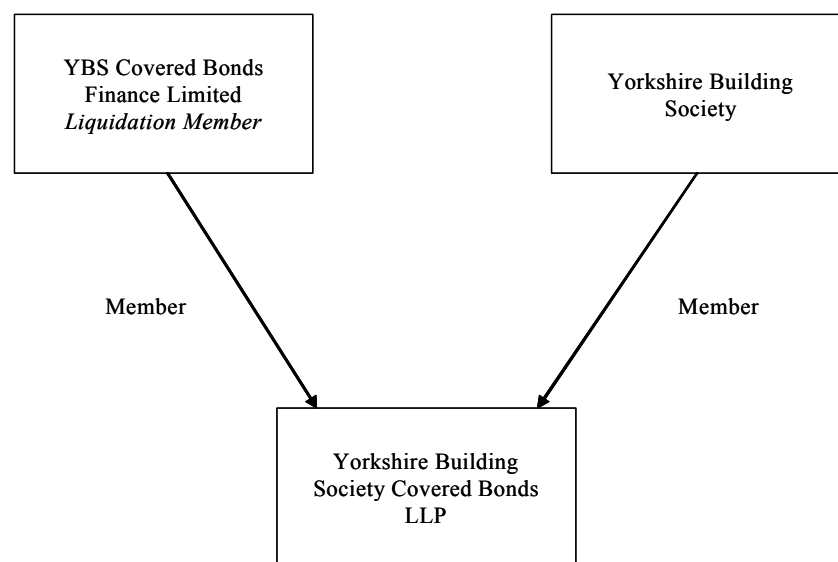 YBS Covered Bonds
Finance Limited
Liquidation Member
Yorkshire Building
Society
Member
Member
Yorkshire Building
Society Covered Bonds
LLP